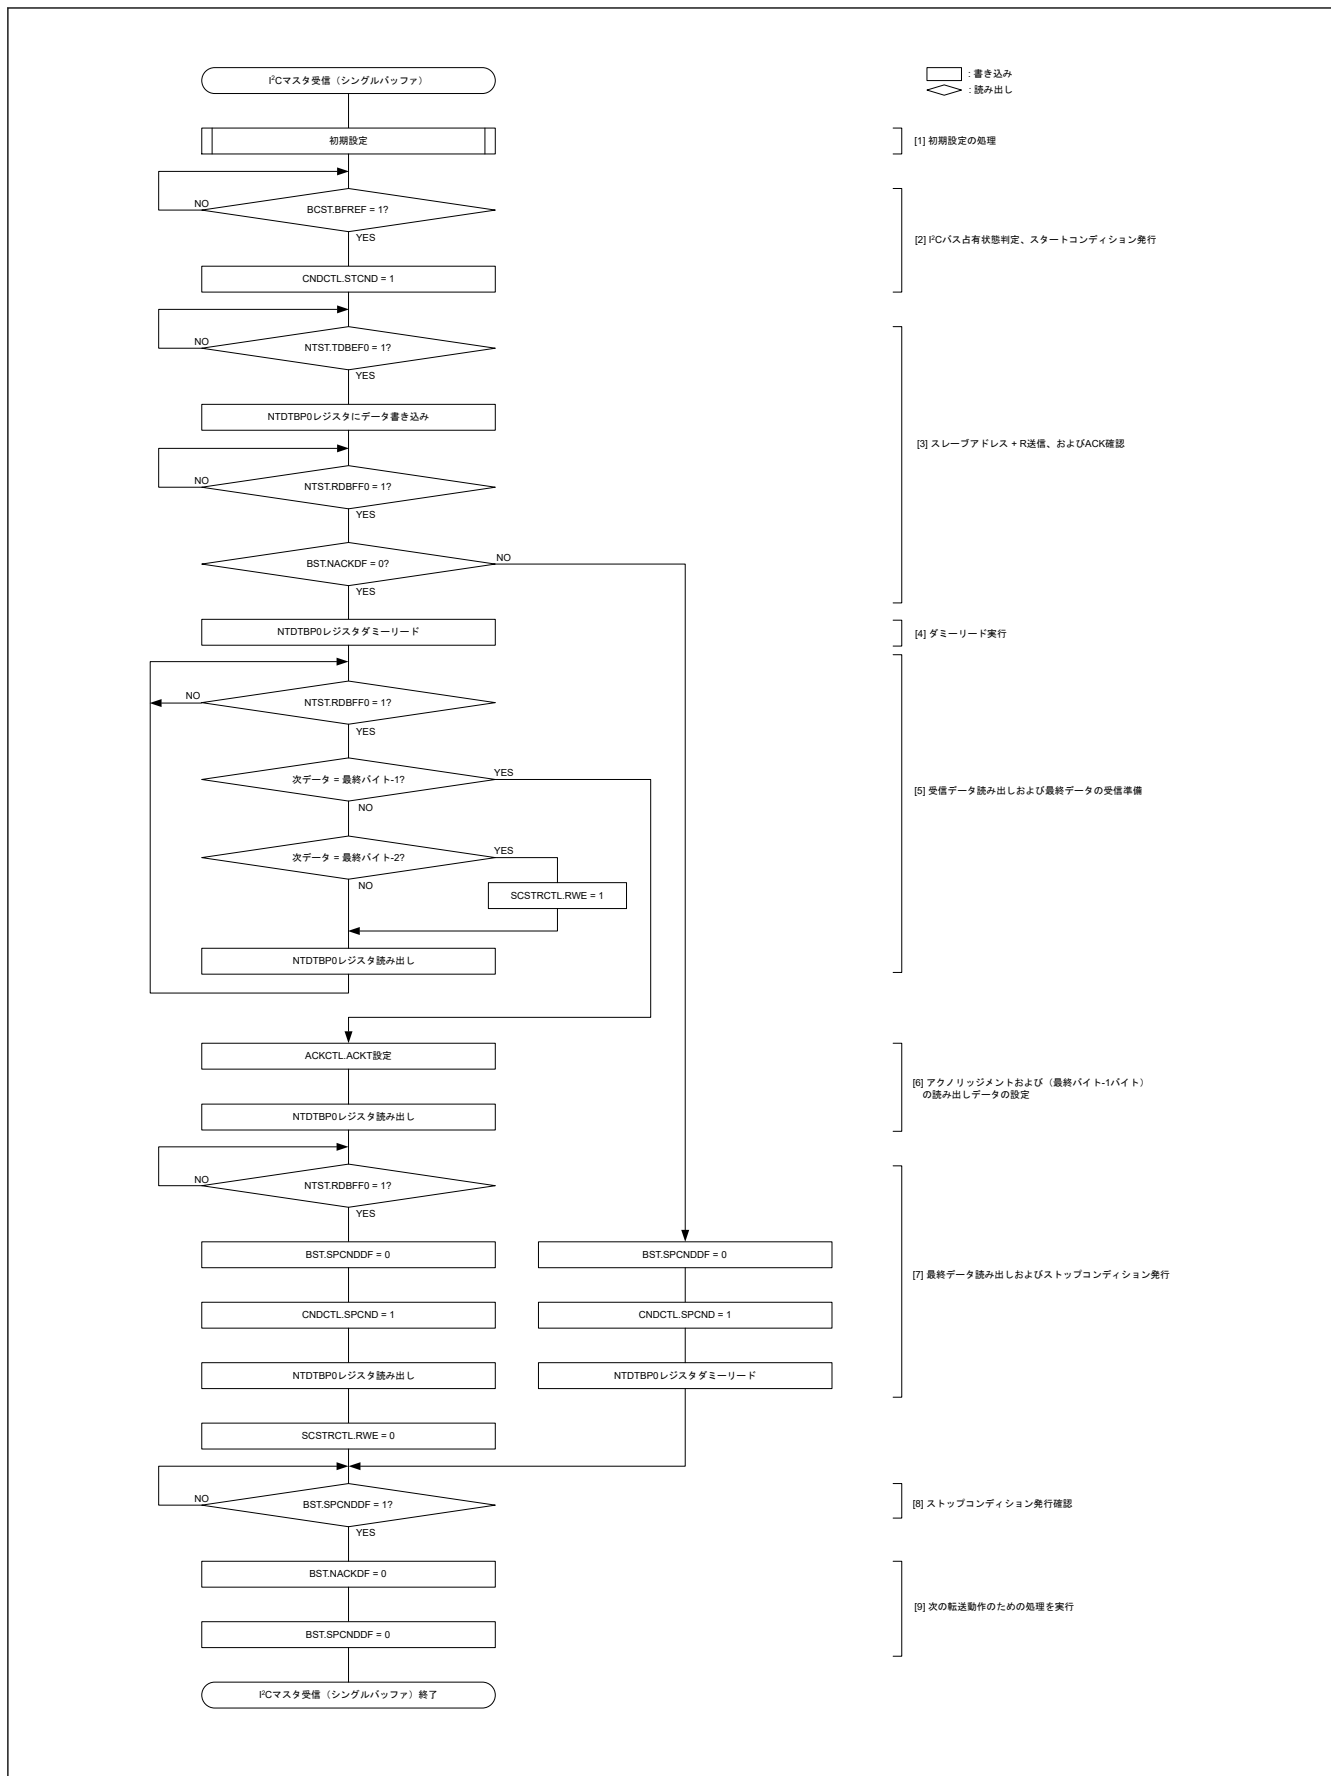 I²Cマスタ受信（シングルバッファ）
: 書き込み
: 読み出し
初期設定
[1] 初期設定の処理
BCST.BFREF = 1?
NO
YES
[2] I²Cバス占有状態判定、スタートコンディション発行
CNDCTL.STCND = 1
NTST.TDBEF0 = 1?
NO
YES
NTDTBP0レジスタにデータ書き込み
[3] スレーブアドレス + R送信、およびACK確認
NTST.RDBFF0 = 1?
NO
YES
BST.NACKDF = 0?
NO
YES
NTDTBP0レジスタダミーリード
[4] ダミーリード実行
NTST.RDBFF0 = 1?
NO
YES
次データ = 最終バイト-1?
YES
NO
[5] 受信データ読み出しおよび最終データの受信準備
次データ = 最終バイト-2?
YES
NO
SCSTRCTL.RWE = 1
NTDTBP0レジスタ読み出し
ACKCTL.ACKT設定
[6] アクノリッジメントおよび（最終バイト-1バイト）
の読み出しデータの設定
NTDTBP0レジスタ読み出し
NTST.RDBFF0 = 1?
NO
YES
BST.SPCNDDF = 0
BST.SPCNDDF = 0
[7] 最終データ読み出しおよびストップコンディション発行
CNDCTL.SPCND = 1
CNDCTL.SPCND = 1
NTDTBP0レジスタ読み出し
NTDTBP0レジスタダミーリード
SCSTRCTL.RWE = 0
BST.SPCNDDF = 1?
NO
YES
[8] ストップコンディション発行確認
BST.NACKDF = 0
[9] 次の転送動作のための処理を実行
BST.SPCNDDF = 0
I²Cマスタ受信（シングルバッファ）終了